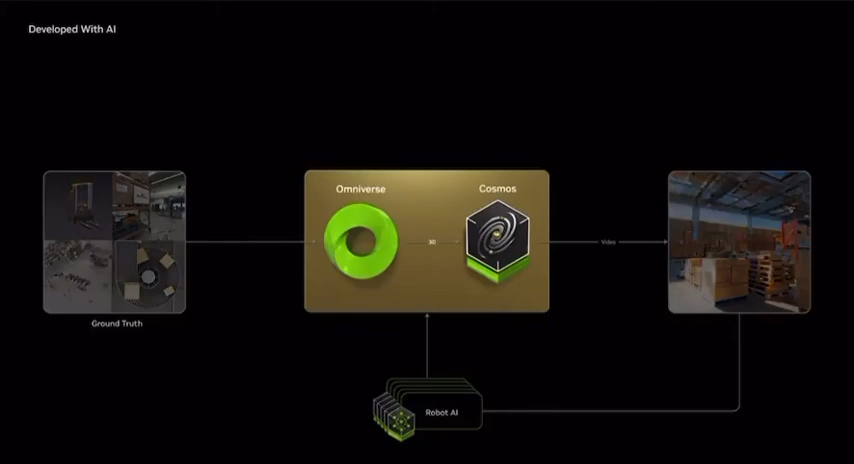 Developed With AI
Omniverse
Cosmos
3D
Video
Ground Truth
Robot AI